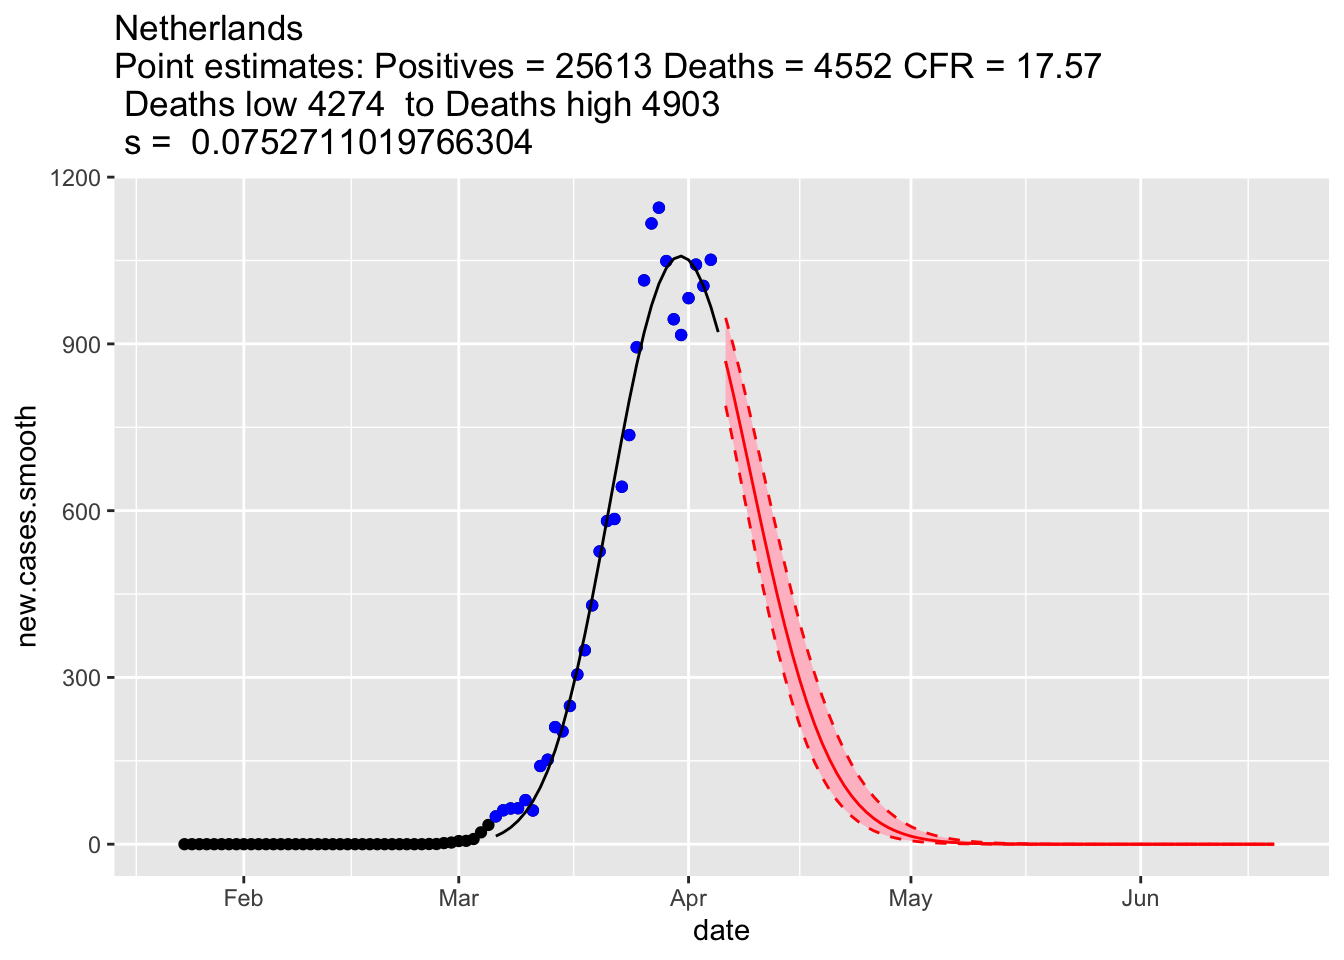 Netherlands
Point estimates: Positives = 25613 Deaths = 4552 CFR = 17.57
Deaths low 4274  to Deaths high 4903
s =  0.0752711019766304
1200
900
600
300
0
new.cases.smooth
Feb Mar Apr May Jun
date